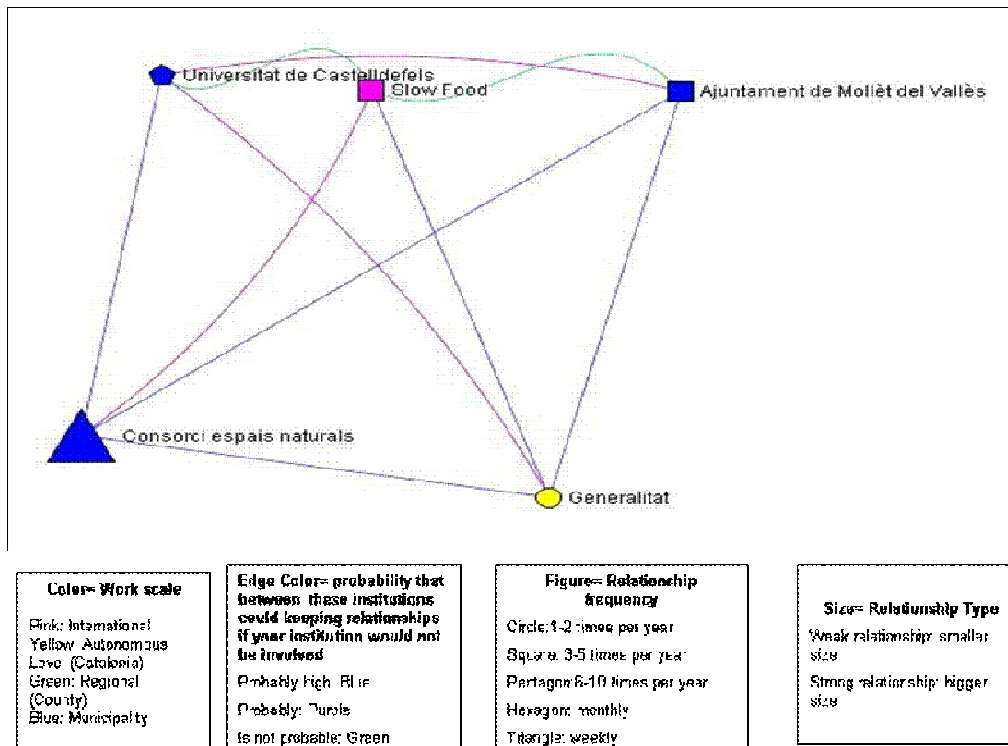 Universitat de Castelldefels
Slow Food
Ajuntament de Mollèt del Vallès
Consorci espais naturals
Generalitat
Color= Work scale
Pink: International
Yellow: Autonomous
(Catalonia)
Green: Regional
(County)
Blue: Municipality
Edge Color= probability that
between these institutions
could keeping relationships
if your institution would not
be involved
Probably high: Blue
Probably: Purple
Is not probable: Green
Figure= Relationship
frequency
Circle: 1-2 times per year
Square: 3-5 times per year
Pentagon: 6-10 times per year
Hexagon: monthly
Triangle: weekly
Size= Relationship Type
Weak relationship: smaller
size
Strong relationship: bigger
size